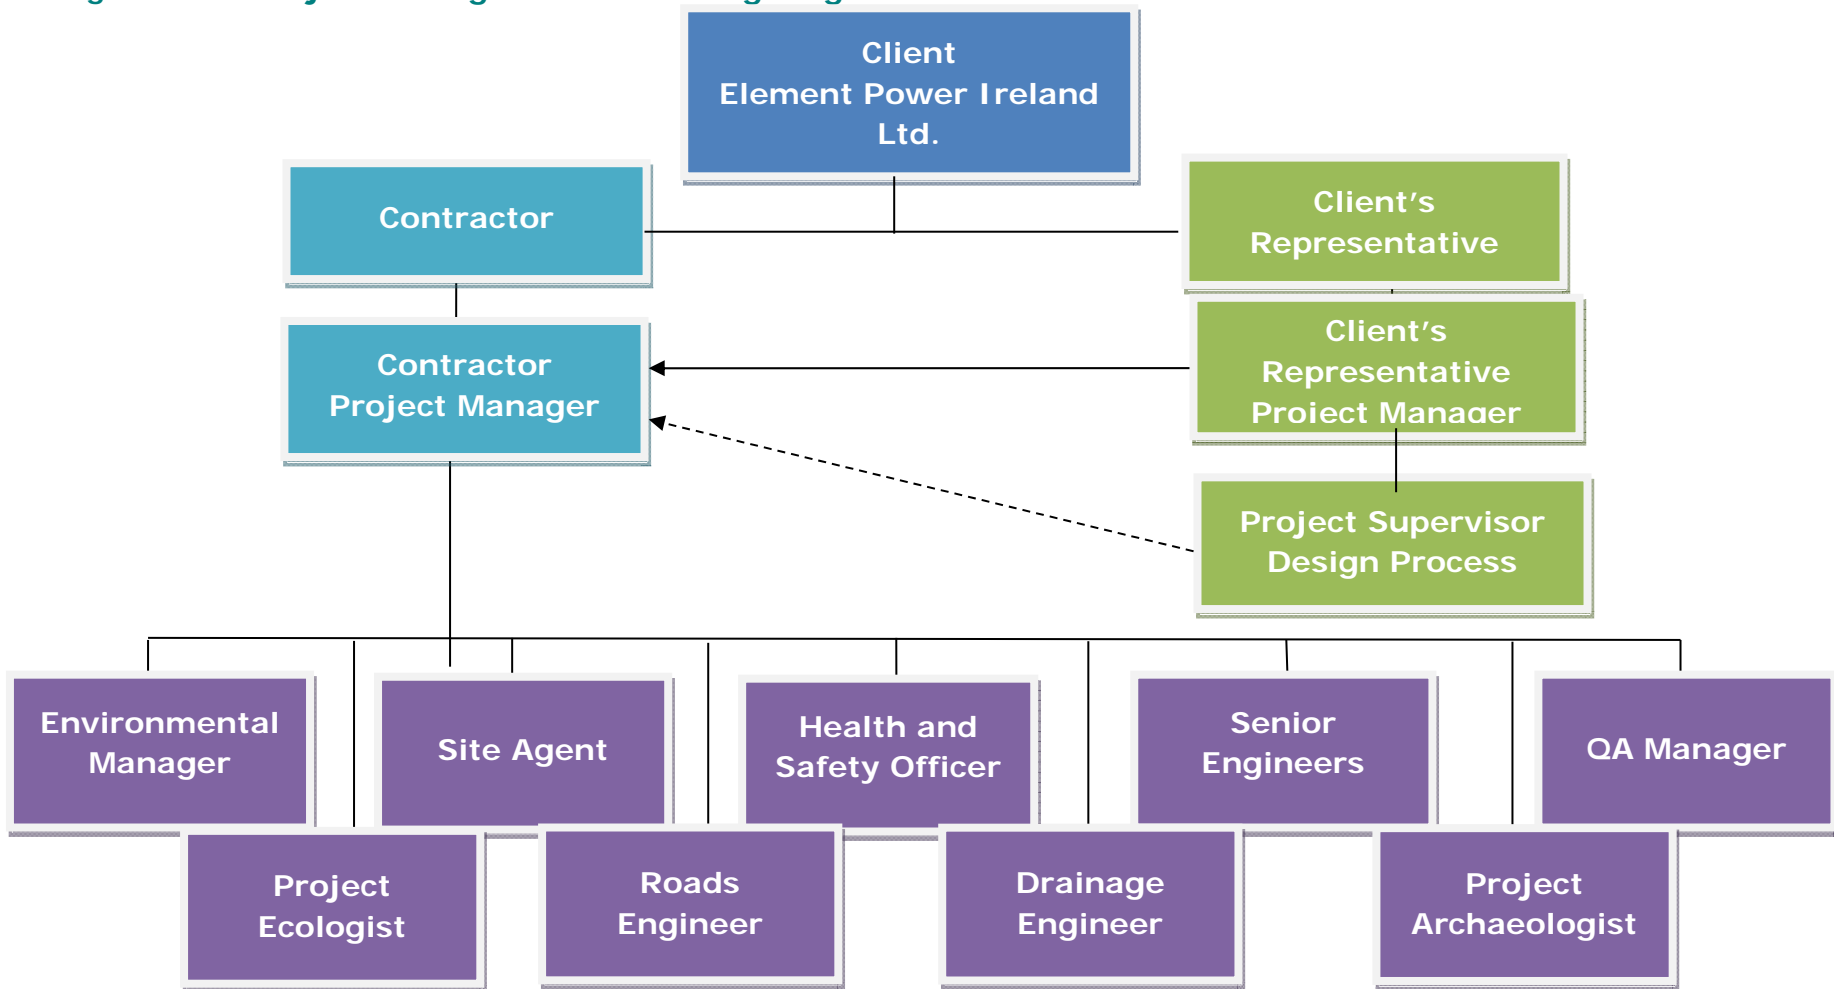 Client
Element Power Ireland
Ltd.
Contractor
Client's
Representative
Contractor
Project Manager
Client's
Representative
Project Manager
Project Supervisor
Design Process
Environmental
Manager
Site Agent
Health and
Safety Officer
Senior
Engineers
QA Manager
Project
Ecologist
Roads
Engineer
Drainage
Engineer
Project
Archaeologist